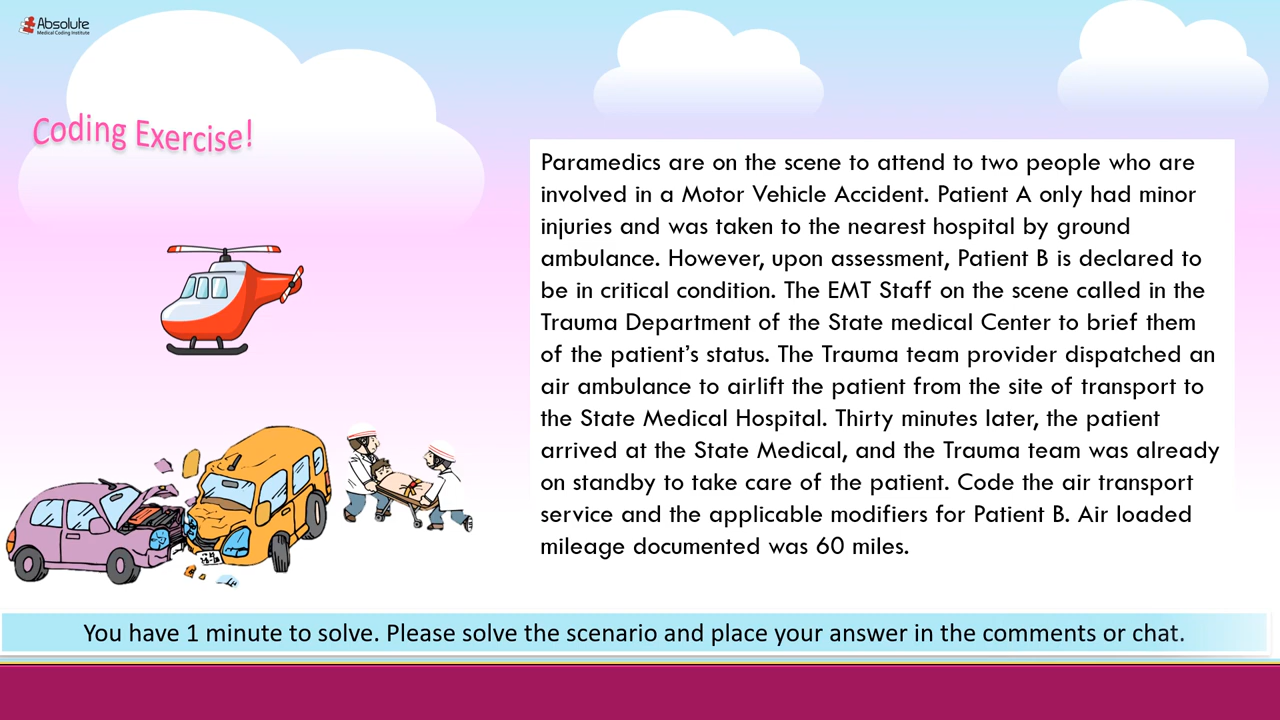 Absolute
Medical Coding Institute
Coding Exercise!
Paramedics are on the scene to attend to two people who are
involved in a Motor Vehicle Accident. Patient A only had minor
injuries and was taken to the nearest hospital by ground
ambulance. However, upon assessment, Patient B is declared to
be in critical condition. The EMT Staff on the scene called in the
Trauma Department of the State medical Center to brief them
of the patient’s status. The Trauma team provider dispatched an
air ambulance to airlift the patient from the site of transport to
the State Medical Hospital. Thirty minutes later, the patient
arrived at the State Medical, and the Trauma team was already
on standby to take care of the patient. Code the air transport
service and the applicable modifiers for Patient B. Air loaded
mileage documented was 60 miles.
You have 1 minute to solve. Please solve the scenario and place your answer in the comments or chat.